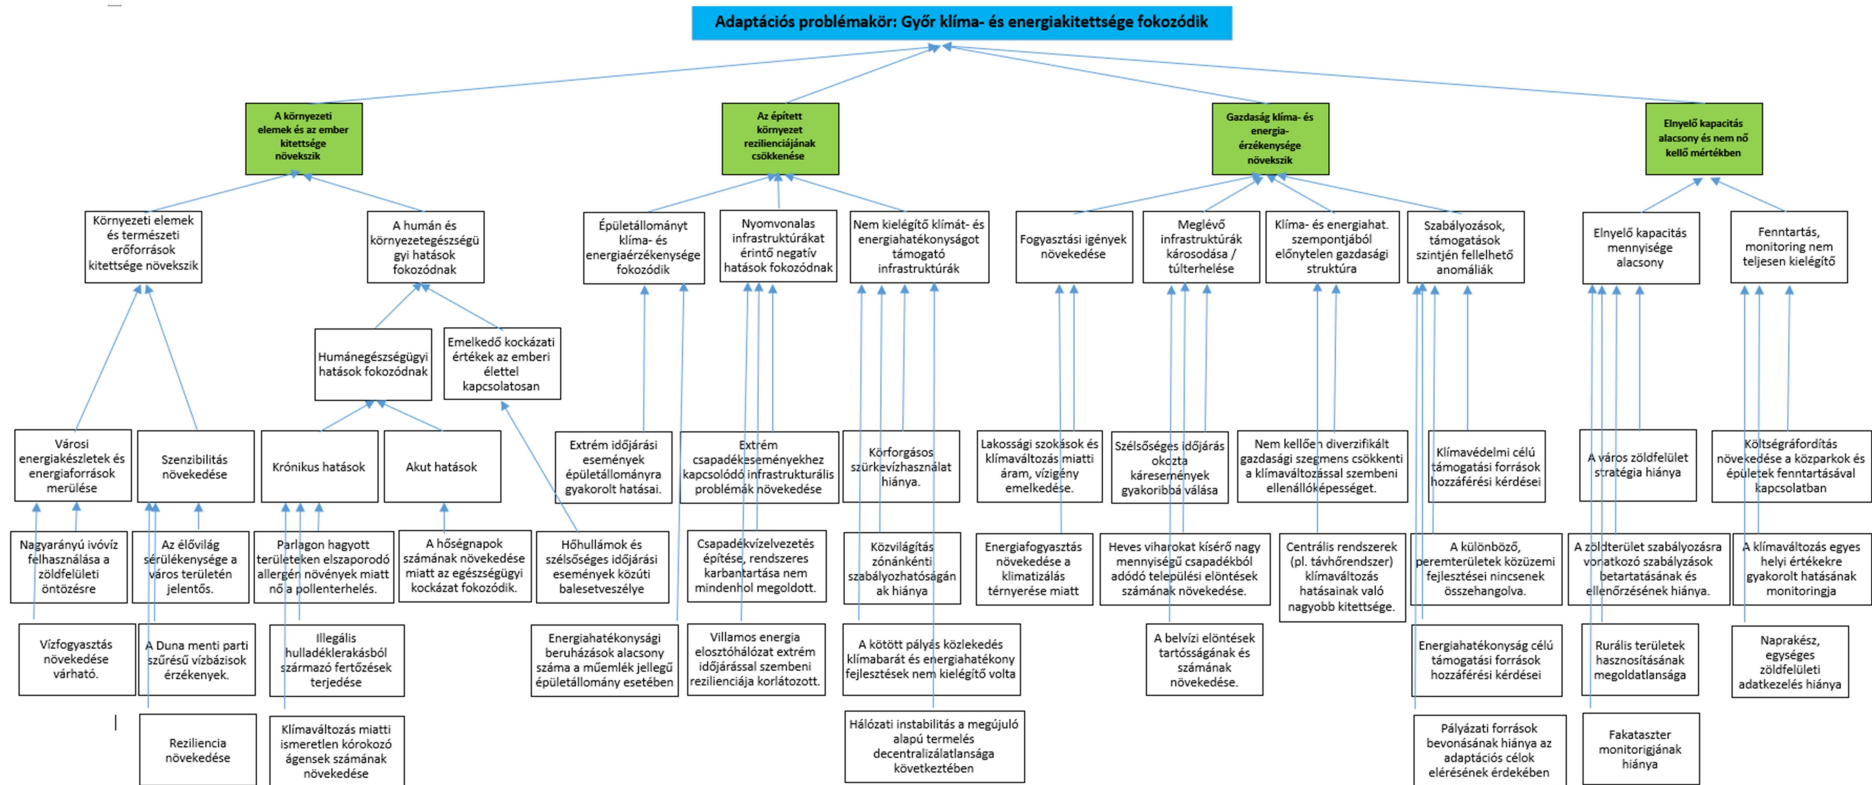 Adaptációs problémakör: Győr klíma- és energiakitettsége fokozódik
A környezeti
elemek és az ember
kitettsége
növekszik
Az épített
környezet
rezilienciájának
csökkenése
Gazdaság klíma- és
energia-
érzékenysége
növekszik
Elnyelő kapacitás
alacsony és nem nő
kellő mértékben
Környezeti elemek
és természeti
erőforrások
kitettsége növekszik
A humán és
környezetegészségü
gyi hatások
fokozódnak
Épületállományt
klíma- és
energiaérzékenysége
fokozódik
Nyomvonalas
infrastruktúrákat
érintő negatív
hatások fokozódnak
Nem kielégítő klímát- és
energiahatékonyságot
támogató
infrastruktúrák
Fogyasztási igények
növekedése
Meglévő
infrastruktúrák
károsodása /
túlterhelése
Klíma- és energiahat.
szempontjából
előnytelen gazdasági
struktúra
Szabályozások,
támogatások
szintjén fellelhető
anomáliák
Elnyelő kapacitás
mennyisége
alacsony
Fenntartás,
monitoring nem
teljesen kielégítő
Humánegészségügyi
hatások fokozódnak
Emelkedő kockázati
értékek az emberi
élettel
kapcsolatosan
Városi
energiakészletek és
energiaforrások
merülése
Szenzibilitás
növekedése
Krónikus hatások
Akut hatások
Extrém időjárási
események
épületállományra
gyakorolt hatásai.
Extrém
csapadékeseményekhez
kapcsolódó infrastrukturális
problémák növekedése
Körforgásos
szürkevízhasználat
hiánya.
Lakossági szokások és
klímaváltozás miatti
áram, vízigény
emelkedése.
Szélsőséges időjárás
okozta
káresemények
gyakoribbá válása
Nem kellően diverzifikált
gazdasági szegmens csökkenti
a klímaváltozással szembeni
ellenállóképességet.
Klímavédelmi célú
támogatási források
hozzáférési kérdései
A város zöldfelület
stratégia hiánya
Költségráfordítás
növekedése a közparkok és
épületek fenntartásával
kapcsolatban
Nagyarányú ivóvíz
felhasználása a
zöldfelületi
öntözésre
Az élővilág
sérülékenysége a
város területén
jelentős.
Parlagon hagyott
területeken elszaporodó
allergén növények miatt
nő a pollenterhelés.
A hőségnapok
számának növekedése
miatt az egészségügyi
kockázat fokozódik.
Hőhullámok és
szélsőséges időjárási
események közúti
balesetveszélye
Csapadékvízelvezetés
építése, rendszeres
karbantartása nem
mindenhol megoldott.
Közvilágítás
zónánkénti
szabályozhatóságán
ak hiánya
Energiafogyasztás
növekedése a
klimatizálás
térnyerése miatt
Heves viharokat kísérő nagy
mennyiségű csapadékból
adódó települési elöntések
számának növekedése.
Centrális rendszerek
(pl. távhőrendszer)
klímaváltozás
hatásainak való
nagyobb kitettsége.
A különböző,
peremterületek közüzemi
fejlesztései nincsenek
összehangolva.
A zöldterület szabályozásra
vonatkozó szabályzások
betartatásának és
ellenőrzésének hiánya.
A klímaváltozás egyes
helyi értékekre
gyakorolt hatásának
monitoringja
Vízfogyasztás
növekedése
várható.
A Duna menti parti
szűrésű vízbázisok
érzékenyek.
Illegális
hulladéklerakásból
származó fertőzések
terjedése
Energiahatékonysági
beruházások alacsony
száma a műemlék jellegű
épületállomány esetében
Villamos energia
elosztóhálózat extrém
időjárással szembeni
rezilienciája korlátozott.
A kötött pályás közlekedés
klímabarát és energiahatékony
fejlesztések nem kielégítő volta
A belvízi elöntések
tartósságának és
számának
növekedése.
Energiahatékonyság célú
támogatási források
hozzáférési kérdései
Rurális területek
hasznosításának
megoldatlansága
Naprakész,
egységes
zöldfelületi
adatkezelés hiánya
Reziliencia
növekedése
Klímaváltozás miatti
ismeretlen kórokozó
ágensek számának
növekedése
Hálózati instabilitás a megújuló
alapú termelés
decentralizálatlansága
következtében
Pályázati források
bevonásának hiánya az
adaptációs célok
elérésének érdekében
Fakataszter
monitorigjának
hiánya